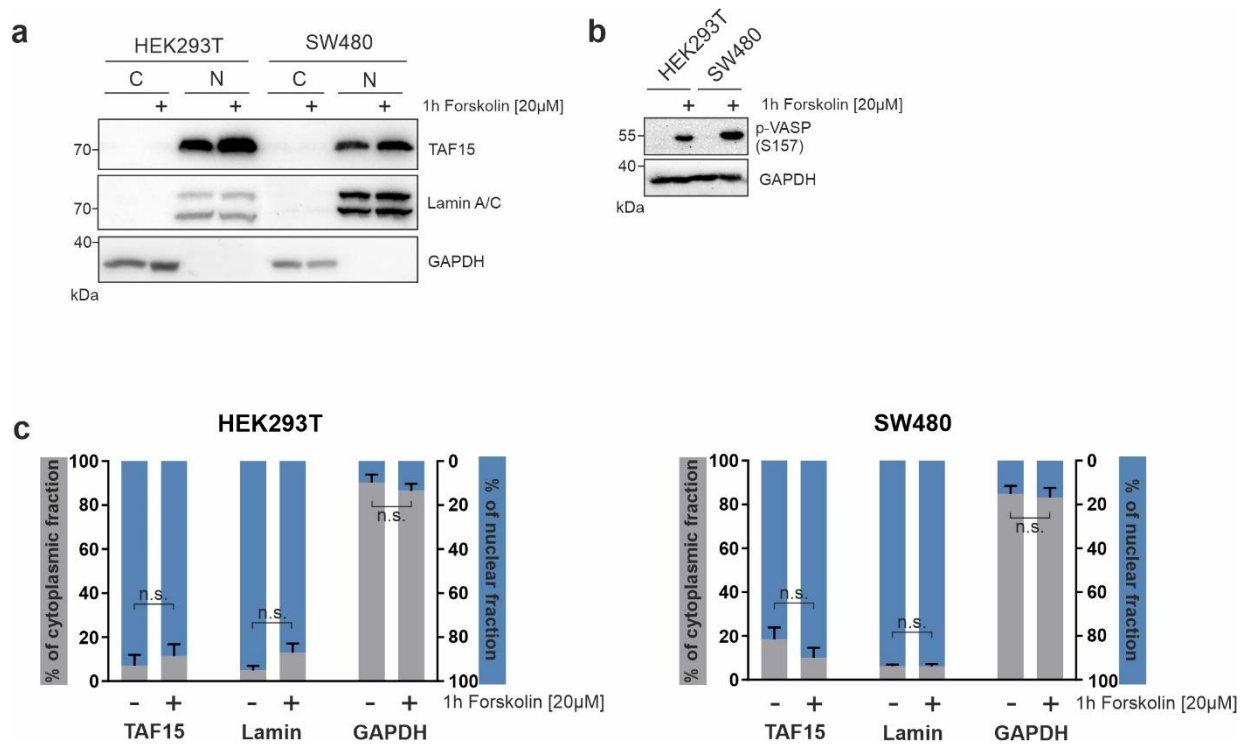 a
HEK293T SW480
C N C N
+ + + + 1h Forskolin [20µM]
70 TAF15
70 Lamin A/C
40
GAPDH
kDa
b
HEK293T SW480
+ + 1h Forskolin [20µM]
55 p-VASP
(S157)
40
GAPDH
kDa
c
HEK293T
% of cytoplasmic fraction
100
80
60
40
20
0
0
20
40
60
80
100
% of nuclear fraction
n.s.
n.s.
n.s.
- + - + - + 1h Forskolin [20µM]
TAF15 Lamin GAPDH
SW480
% of cytoplasmic fraction
100
80
60
40
20
0
0
20
40
60
80
100
% of nuclear fraction
n.s.
n.s.
n.s.
- + - + - + 1h Forskolin [20µM]
TAF15 Lamin GAPDH